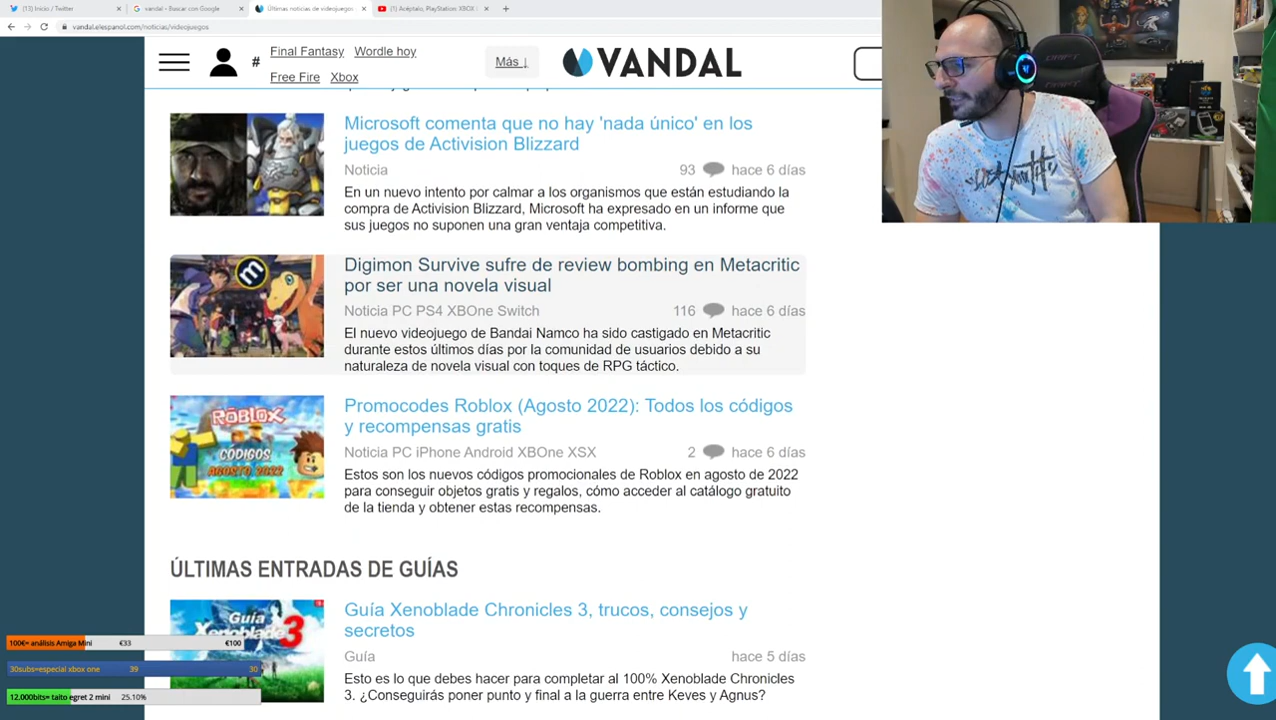 (13) Inicio / Twitter
vandal - Buscar con Google
Últimas noticias de videojuegos
(1) Acéptalo, PlayStation: XBOX
vandal.elespanol.com/noticias/videojuegos
# Final Fantasy Wordle hoy
Free Fire Xbox
Más ↓
VANDAL
Microsoft comenta que no hay 'nada único' en los
juegos de Activision Blizzard
Noticia 93 hace 6 días
En un nuevo intento por calmar a los organismos que están estudiando la
compra de Activision Blizzard, Microsoft ha expresado en un informe que
sus juegos no suponen una gran ventaja competitiva.
m
Digimon Survive sufre de review bombing en Metacritic
por ser una novela visual
Noticia PC PS4 XBOne Switch 116 hace 6 días
El nuevo videojuego de Bandai Namco ha sido castigado en Metacritic
durante estos últimos días por la comunidad de usuarios debido a su
naturaleza de novela visual con toques de RPG táctico.
ROBLOX
CÓDIGOS
AGOSTO 2022
Promocodes Roblox (Agosto 2022): Todos los códigos
y recompensas gratis
Noticia PC iPhone Android XBOne XSX 2 hace 6 días
Estos son los nuevos códigos promocionales de Roblox en agosto de 2022
para conseguir objetos gratis y regalos, cómo acceder al catálogo gratuito
de la tienda y obtener estas recompensas.
ÚLTIMAS ENTRADAS DE GUÍAS
Guía
Xenoblade 3
Guía Xenoblade Chronicles 3, trucos, consejos y
secretos
Guía hace 5 días
Esto es lo que debes hacer para completar al 100% Xenoblade Chronicles
3. ¿Conseguirás poner punto y final a la guerra entre Keves y Agnus?
100€= análisis Amiga Mini €33 €100
30subs=especial xbox one 39 30
12.000bits= taito egret 2 mini 25.10%